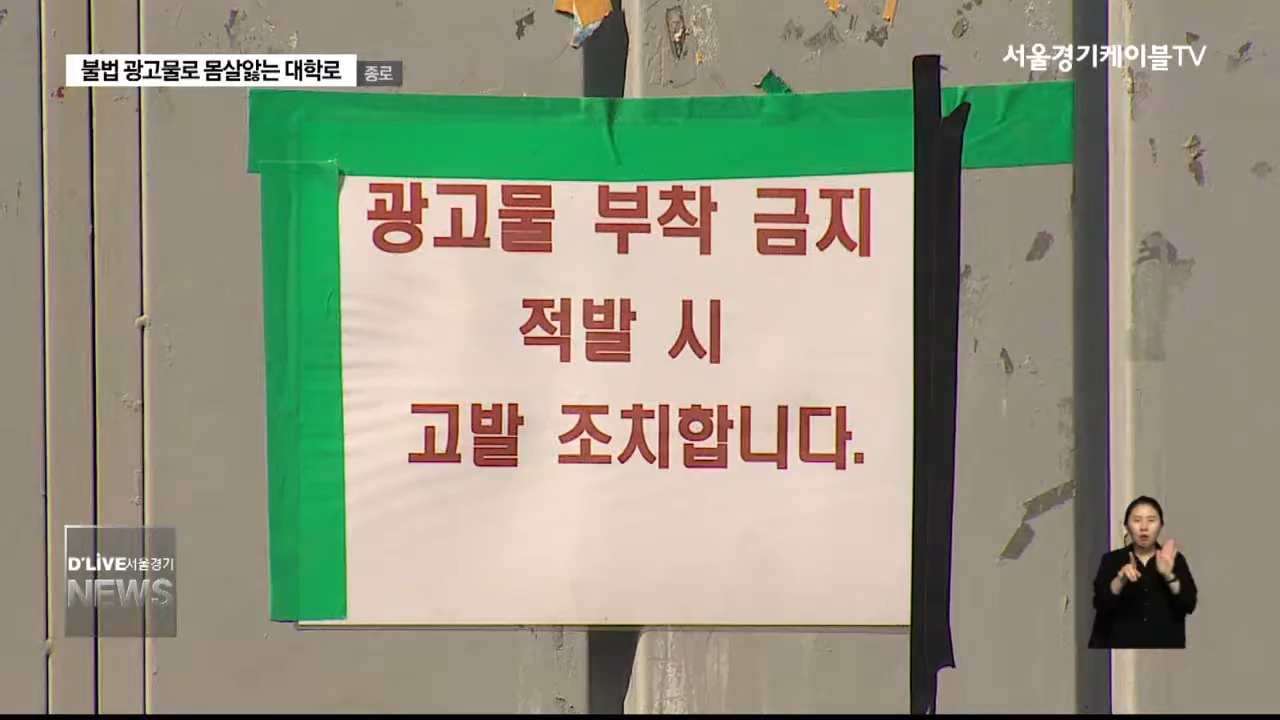 불법 광고물로 몸살앓는 대학로 종로
서울경기케이블TV
광고물 부착 금지
적발 시
고발 조치합니다.
D'LIVE서울경기
NEWS